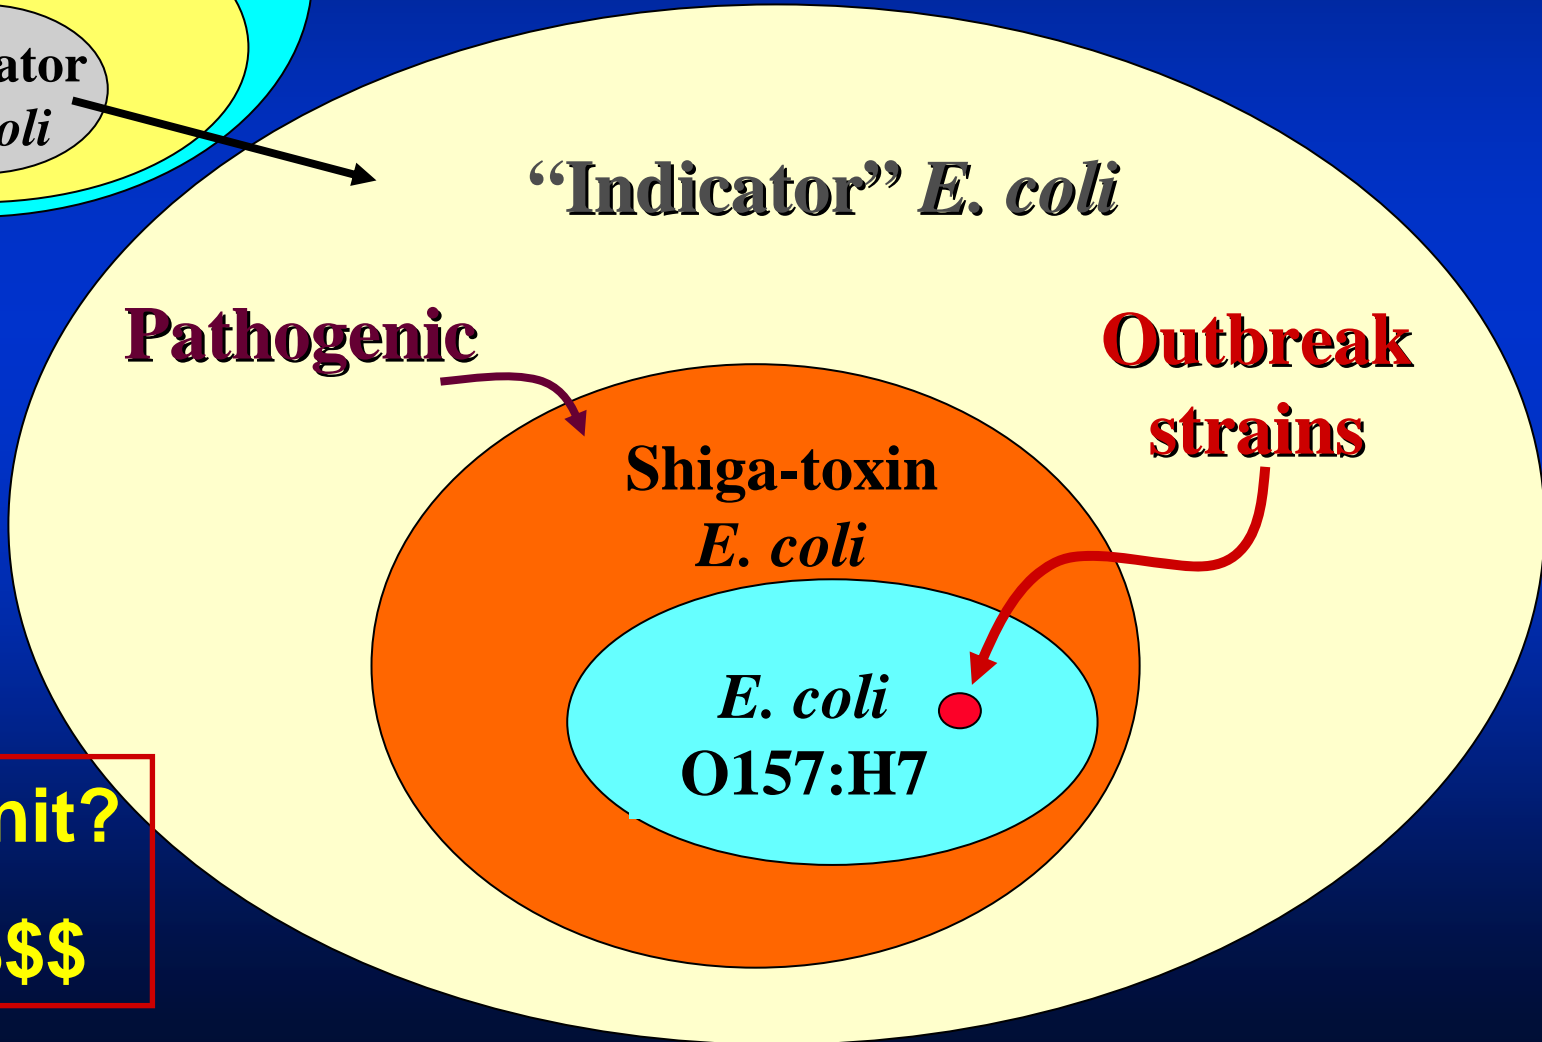 ator
oli
“Indicator” E. coli
Pathogenic
Outbreak
strains
Shiga-toxin
E. coli
E. coli
O157:H7
nit?
$$$